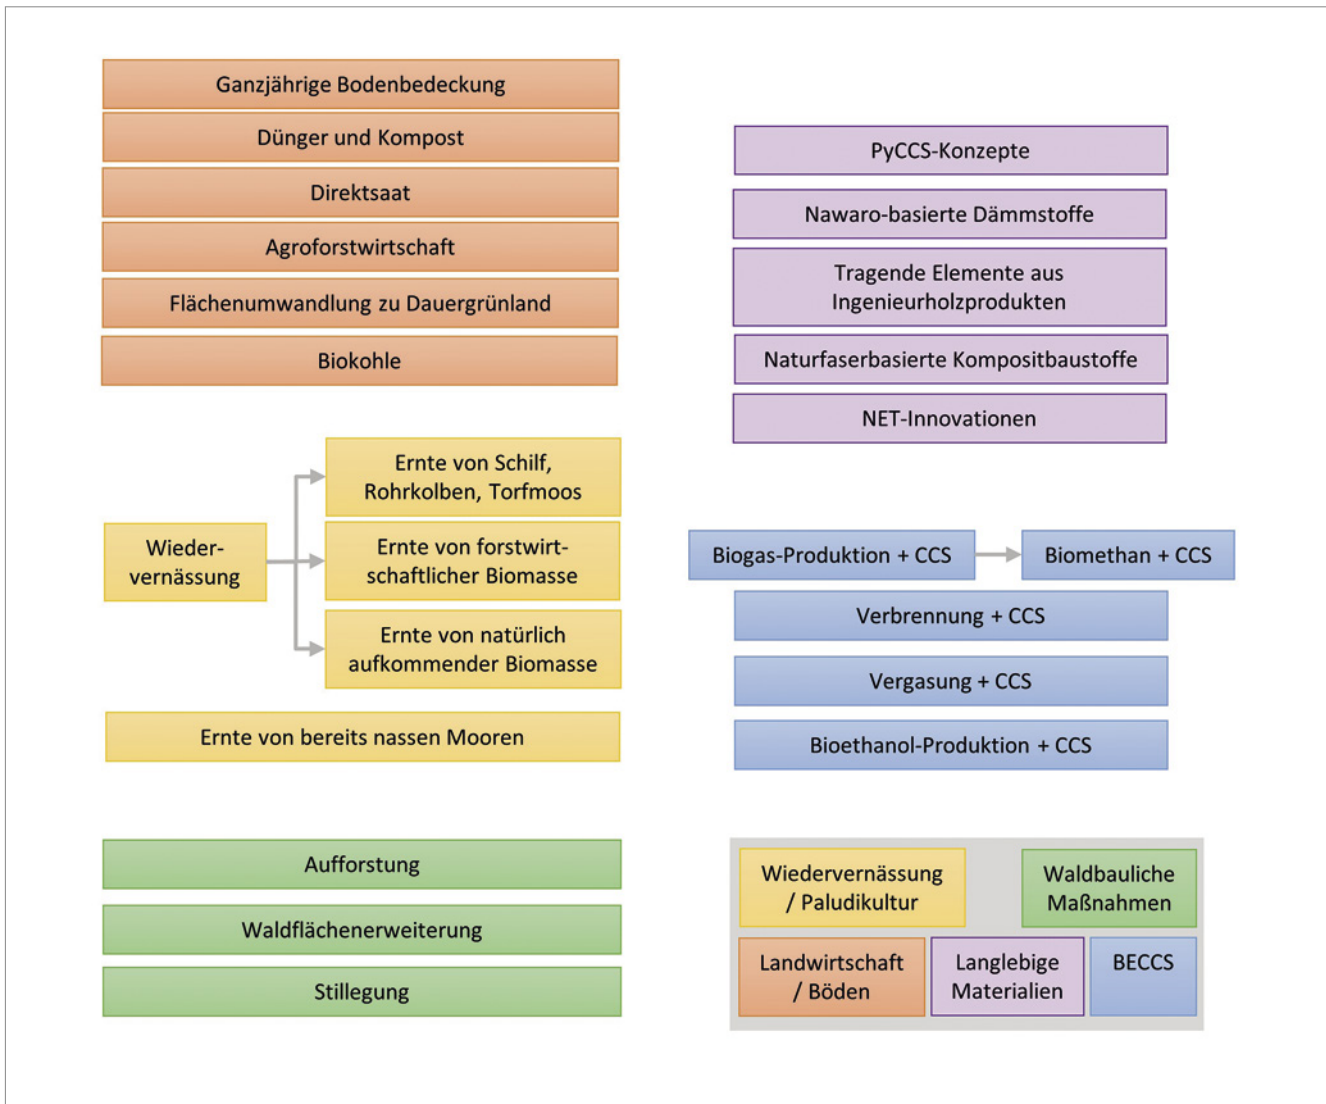 Ganzjährige Bodenbedeckung
Dünger und Kompost
Direktsaat
Agroforstwirtschaft
Flächenumwandlung zu Dauergrünland
Biokohle
Wieder-
vernässung
Ernte von Schilf,
Rohrkolben, Torfmoos
Ernte von forstwirt-
schaftlicher Biomasse
Ernte von natürlich
aufkommender Biomasse
Ernte von bereits nassen Mooren
Aufforstung
Waldflächenerweiterung
Stillegung
PyCCS-Konzepte
Nawaro-basierte Dämmstoffe
Tragende Elemente aus
Ingenieurholzprodukten
Naturfaserbasierte Kompositbaustoffe
NET-Innovationen
Biogas-Produktion + CCS
Biomethan + CCS
Verbrennung + CCS
Vergasung + CCS
Bioethanol-Produktion + CCS
Wiedervernässung
/ Paludikultur
Waldbauliche
Maßnahmen
Landwirtschaft
/ Böden
Langlebige
Materialien
BECCS